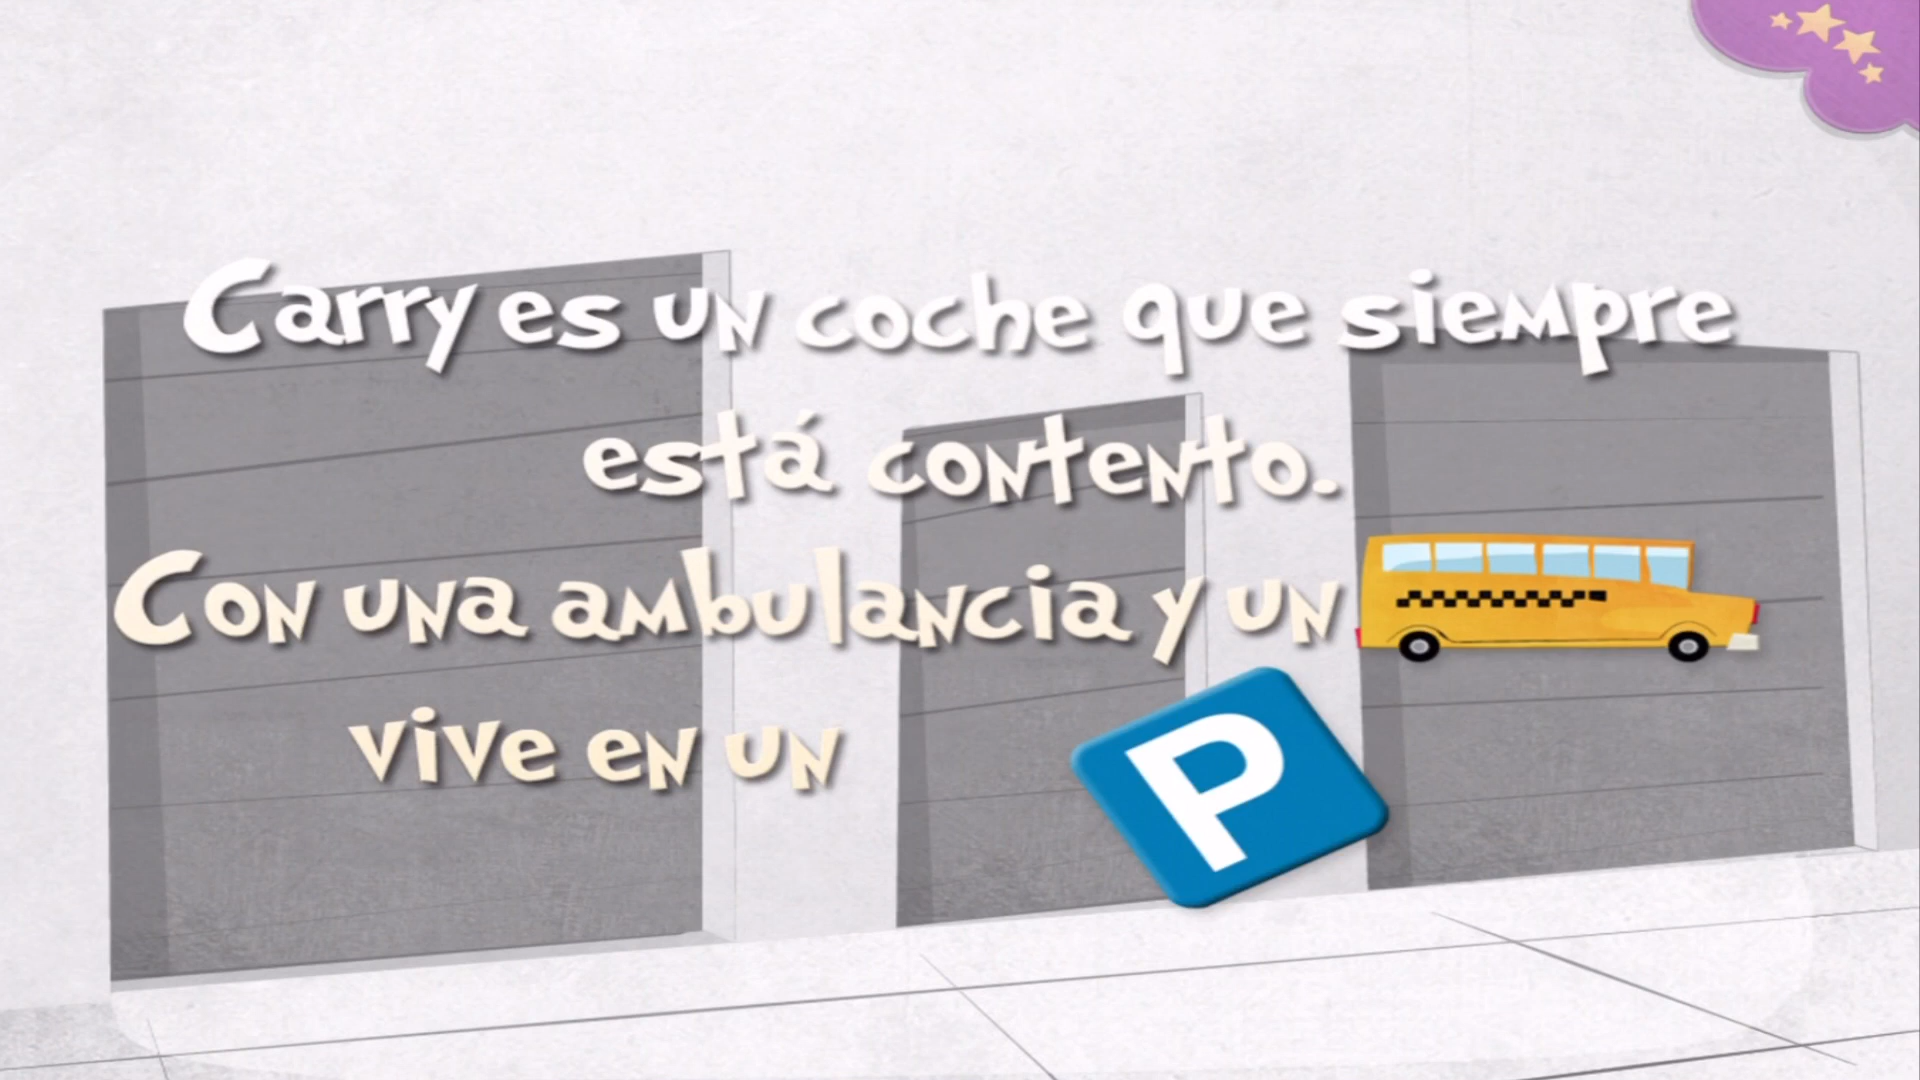 Carry es un coche que siempre
está contento.
Con una ambulancia y un
vive en un
P